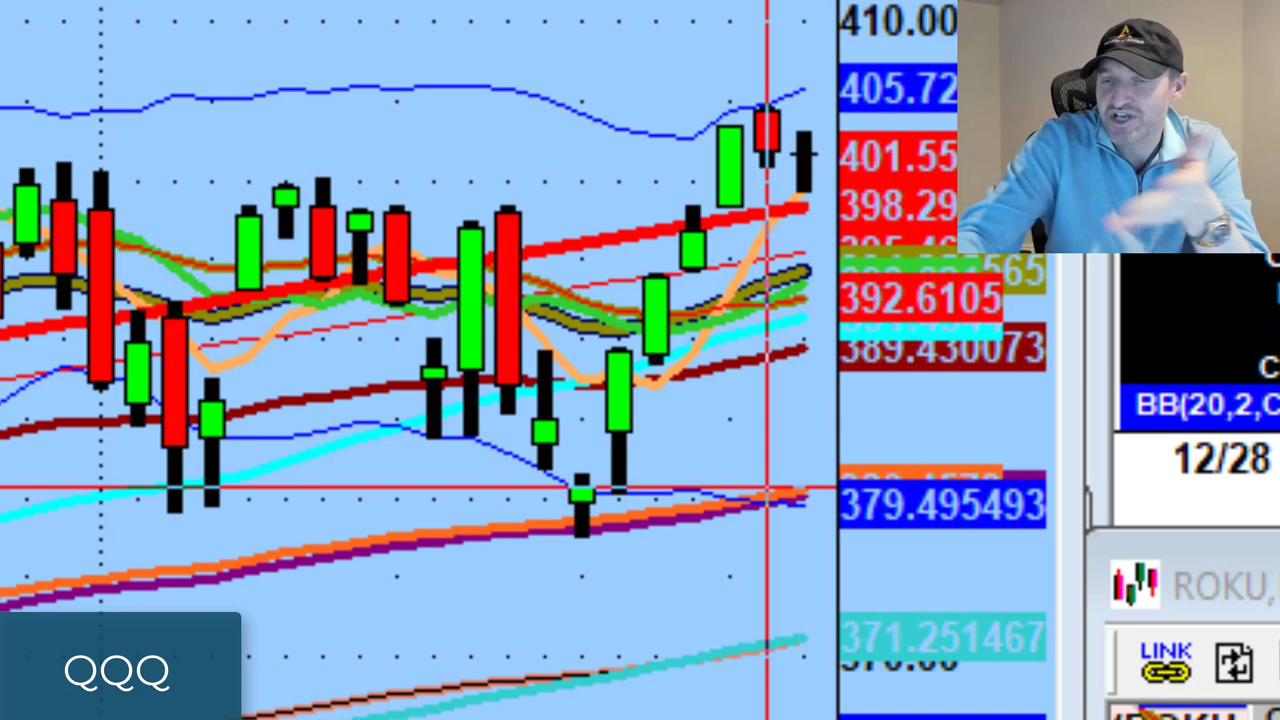 410.00
405.72
401.55
398.29
392.6105
389.430073
379.495493
371.251467
BB(20,2,C
12/28
ROKU,
LINK
QQQ